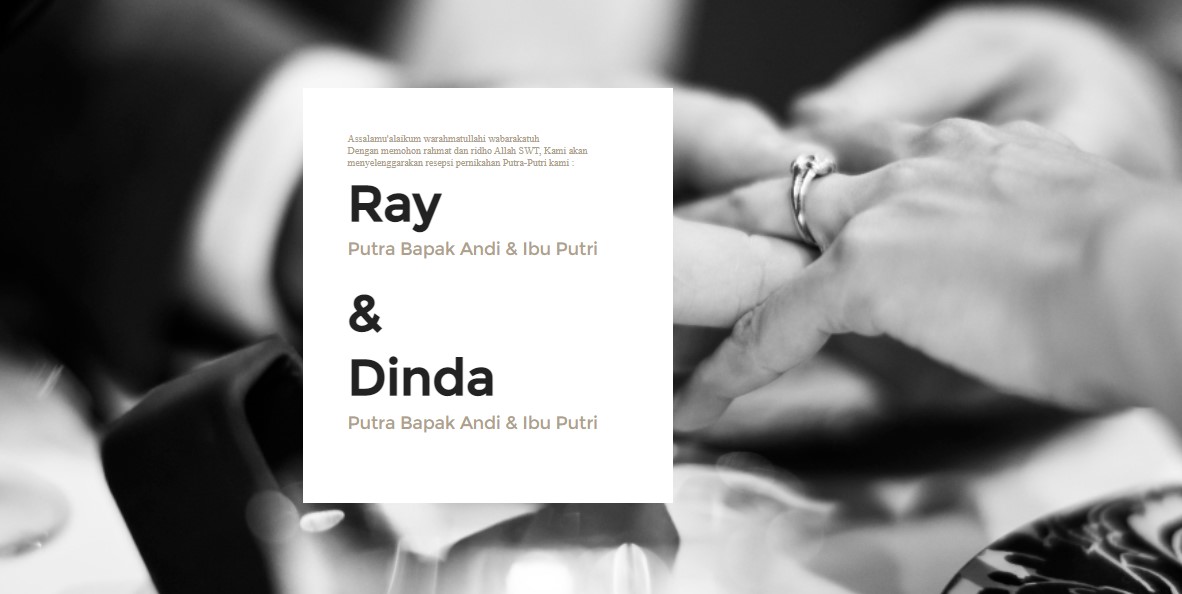 Assalamu'alaikum warahmatullahi wabarakatuh
Dengan memohon rahmat dan ridho Allah SWT, Kami akan
menyelenggarakan resepsi pernikahan Putra-Putri kami :
Ray
Putra Bapak Andi & Ibu Putri
&
Dinda
Putra Bapak Andi & Ibu Putri